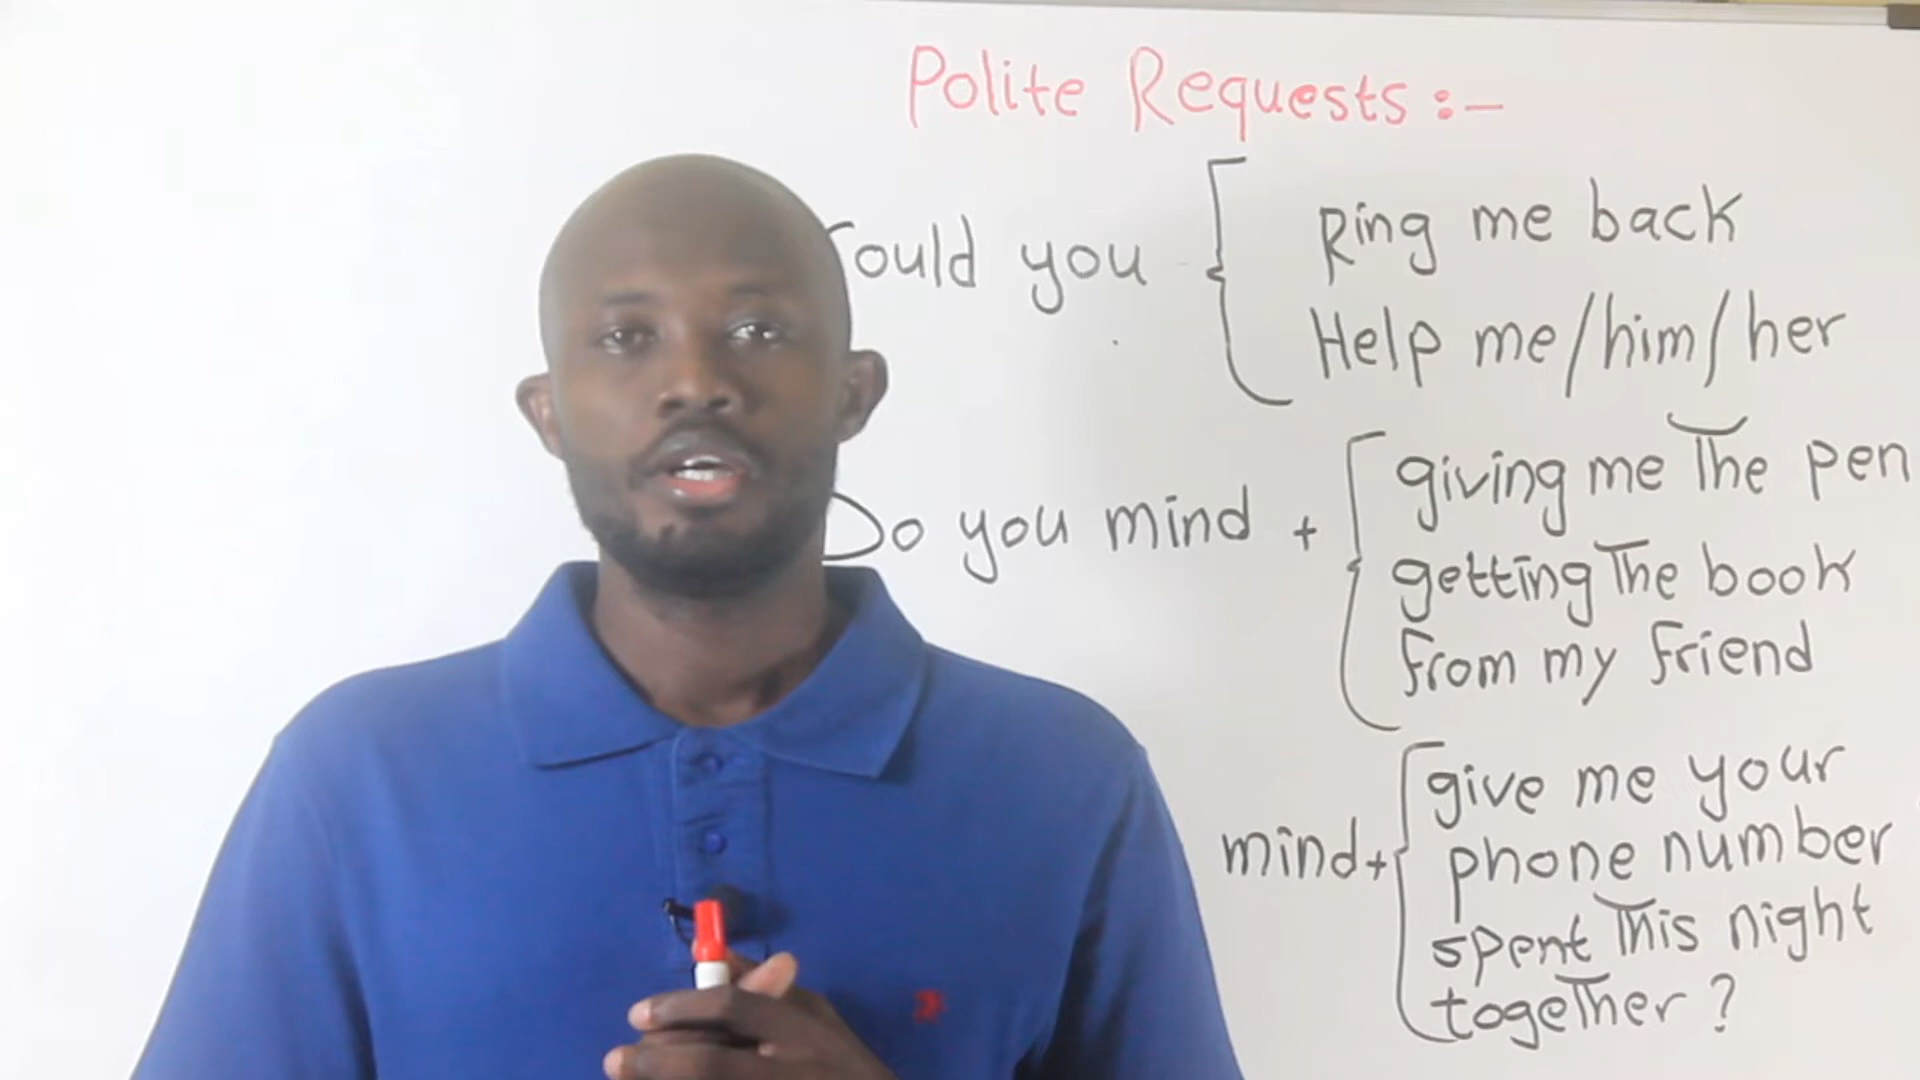 Polite Requests :-
ould you Ring me back
Help me/him/her
Do you mind + giving me The pen
getting The book
from my friend
give me your
mind + phone number
spent This night
together ?